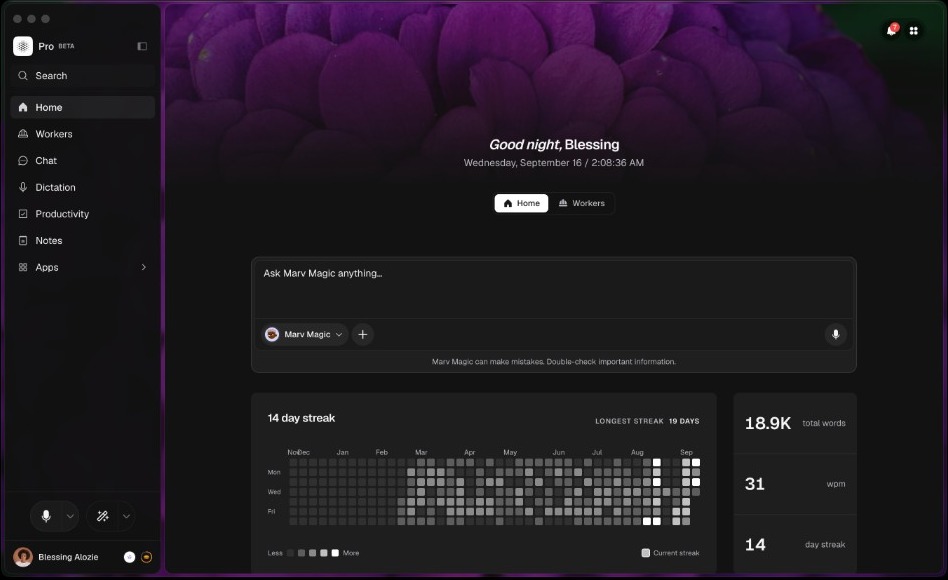 Pro BETA
Search
Home
Workers
Chat
Dictation
Productivity
Notes
Apps
Blessing Alozie
7
Good night, Blessing
Wednesday, September 16 / 2:08:36 AM
Home Workers
Ask Marv Magic anything...
Marv Magic
Marv Magic can make mistakes. Double-check important information.
14 day streak
LONGEST STREAK 19 DAYS
Dec Jan Feb Mar Apr May Jun Jul Aug Sep
Mon
Wed
Fri
Less More
Current streak
18.9K total words
31 wpm
14 day streak